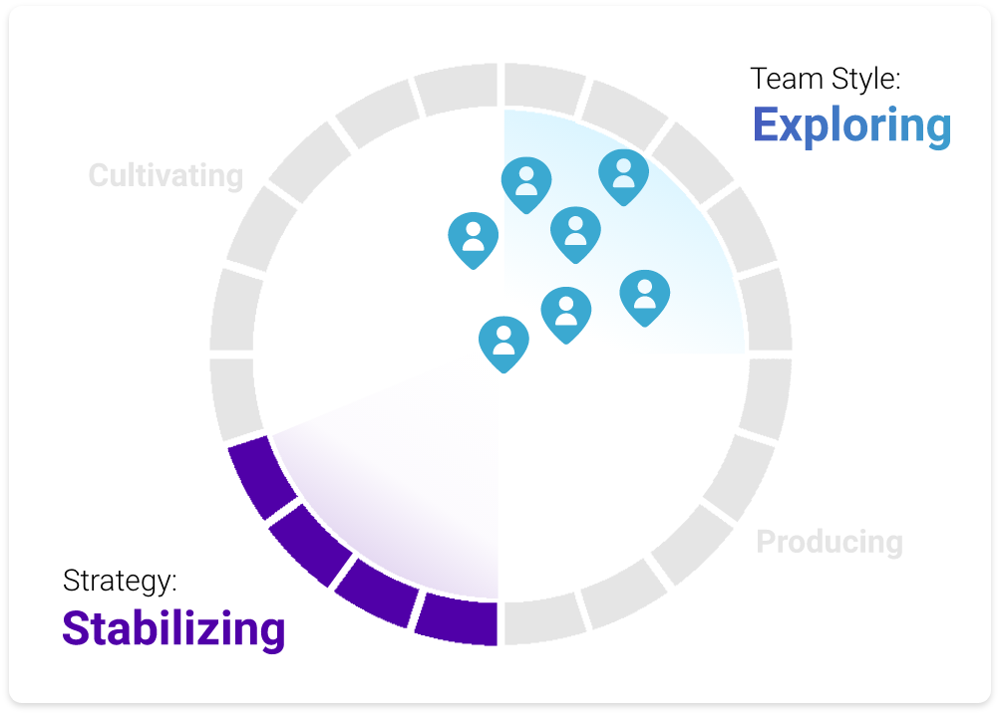 Team Style:
Exploring
Cultivating
Producing
Strategy:
Stabilizing